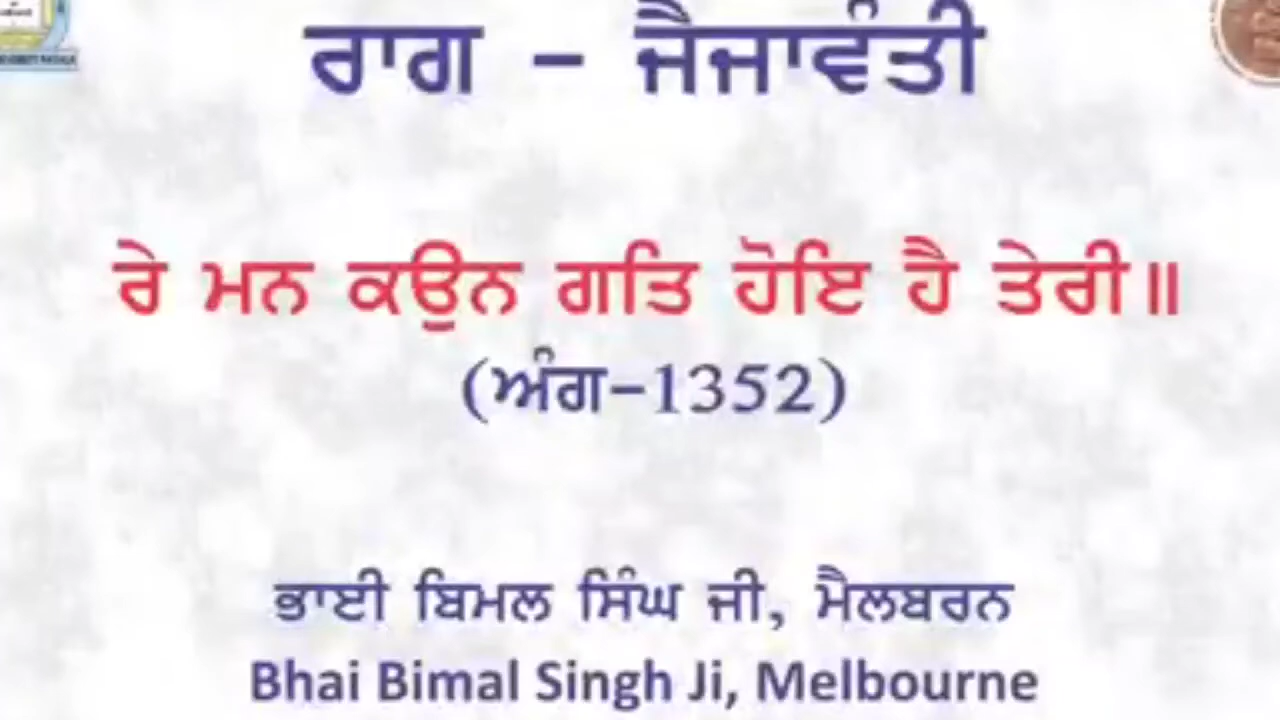 ਰਾਗ - ਜੈਜਾਵੰਤੀ
ਰੇ ਮਨ ਕਉਨ ਗਤਿ ਹੋਇ ਹੈ ਤੇਰੀ॥
(ਅੰਗ-1352)
ਭਾਈ ਬਿਮਲ ਸਿੰਘ ਜੀ, ਮੈਲਬਰਨ
Bhai Bimal Singh Ji, Melbourne